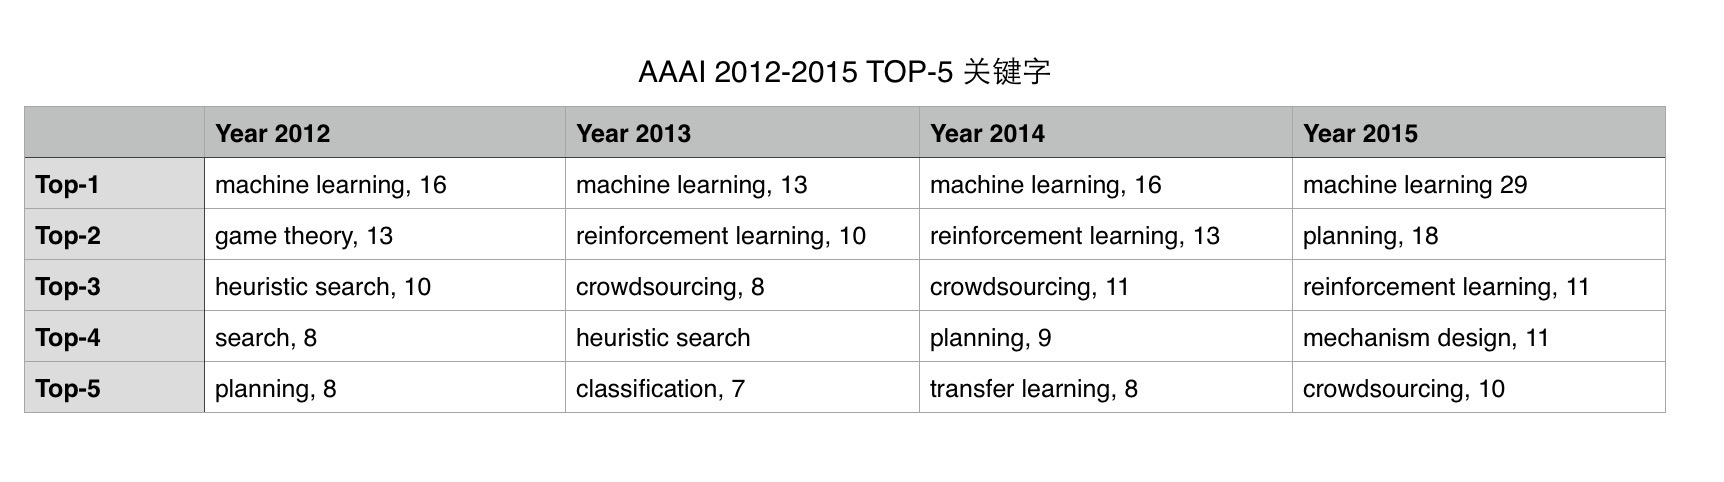 AAAI 2012-2015 TOP-5 关键字
Year 2012 Year 2013 Year 2014 Year 2015
Top-1 machine learning, 16 machine learning, 13 machine learning, 16 machine learning 29
Top-2 game theory, 13 reinforcement learning, 10 reinforcement learning, 13 planning, 18
Top-3 heuristic search, 10 crowdsourcing, 8 crowdsourcing, 11 reinforcement learning, 11
Top-4 search, 8 heuristic search planning, 9 mechanism design, 11
Top-5 planning, 8 classification, 7 transfer learning, 8 crowdsourcing, 10